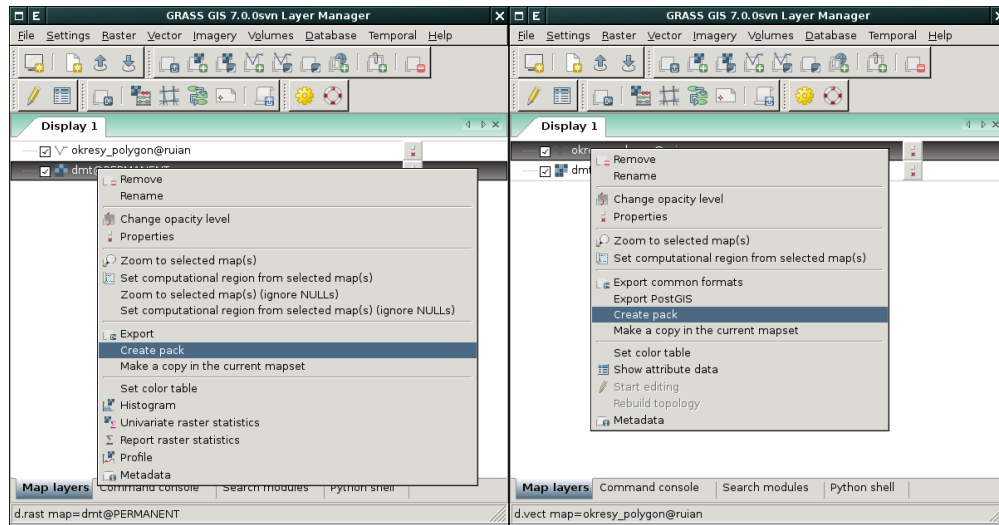 GRASS GIS 7.0.0svn Layer Manager
File Settings Raster Vector Imagery Volumes Database Temporal Help
Display 1
okresy_polygon@ruian
dmt@PERMANENT
Remove
Rename
Change opacity level
Properties
Zoom to selected map(s)
Set computational region from selected map(s)
Zoom to selected map(s) (ignore NULLs)
Set computational region from selected map(s) (ignore NULLs)
Export
Create pack
Make a copy in the current mapset
Set color table
Histogram
Univariate raster statistics
Report raster statistics
Profile
Metadata
Map layers Command console Search modules Python shell
d.rast map=dmt@PERMANENT
GRASS GIS 7.0.0svn Layer Manager
File Settings Raster Vector Imagery Volumes Database Temporal Help
Display 1
dmt
Remove
Rename
Change opacity level
Properties
Zoom to selected map(s)
Set computational region from selected map(s)
Export common formats
Export PostGIS
Create pack
Make a copy in the current mapset
Set color table
Show attribute data
Start editing
Rebuild topology
Metadata
Map layers Command console Search modules Python shell
d.vect map=okresy_polygon@ruian